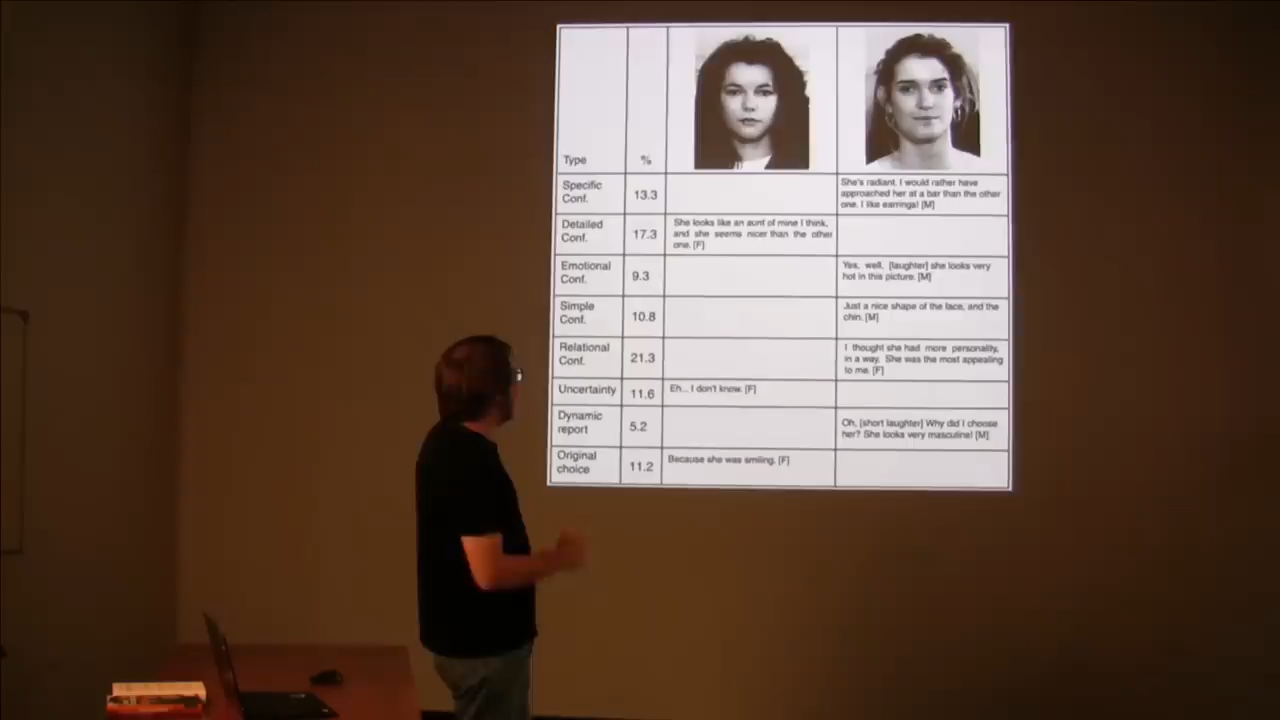 Type %
Specific
Conf.
13.3
She's radiant. I would rather have
approached her at a bar than the other
one. I like earrings! [M]
Detailed
Conf.
17.3
She looks like an aunt of mine I think,
and she seems nicer than the other
one. [F]
Emotional
Conf.
9.3
Yes, well, [laughter] she looks very
hot in this picture. [M]
Simple
Conf.
10.8
Just a nice shape of the face, and the
chin. [M]
Relational
Conf.
21.3
I thought she had more personality,
in a way. She was the most appealing
to me. [F]
Uncertainty
11.6
Eh... I don't know. [F]
Dynamic
report
5.2
Oh, [short laughter] Why did I choose
her? She looks very masculine! [M]
Original
choice
11.2
Because she was smiling. [F]